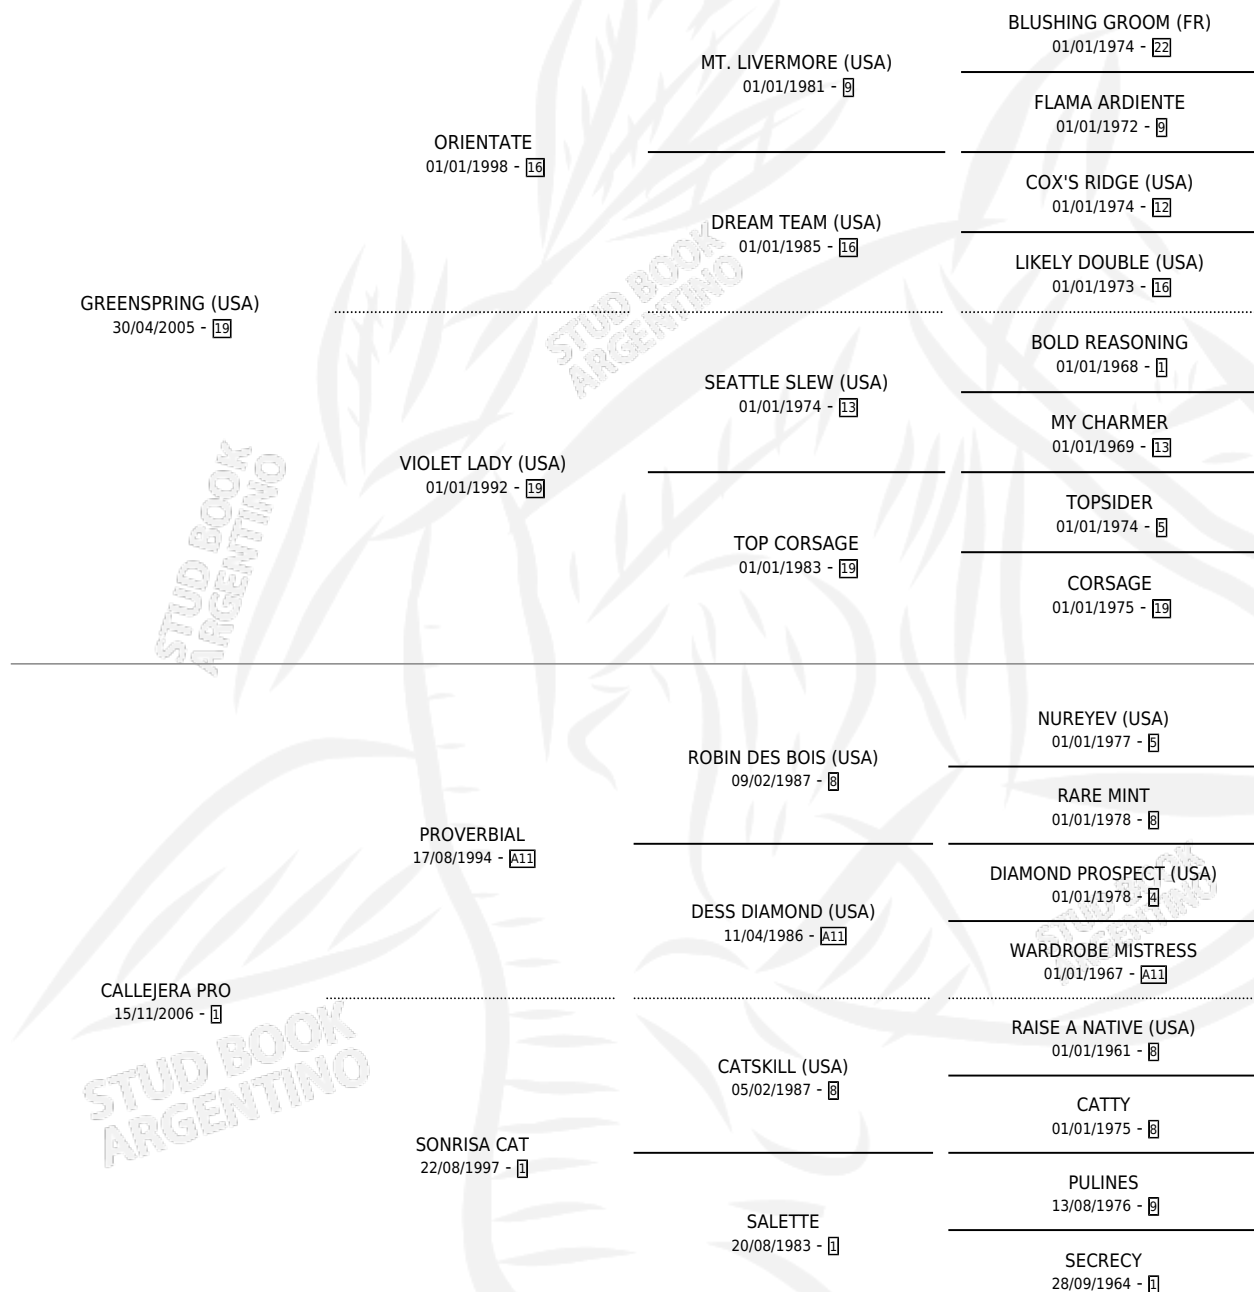 BLUSHING GROOM (FR)
01/01/1974 - 22
MT. LIVERMORE (USA)
01/01/1981 - 9
FLAMA ARDIENTE
01/01/1972 - 9
ORIENTATE
01/01/1998 - 16
COX'S RIDGE (USA)
01/01/1974 - 12
DREAM TEAM (USA)
01/01/1985 - 16
LIKELY DOUBLE (USA)
01/01/1973 - 16
GREENSPRING (USA)
30/04/2005 - 19
STUD BOOK
ARGENTINO
BOLD REASONING
01/01/1968 - 1
SEATTLE SLEW (USA)
01/01/1974 - 13
MY CHARMER
01/01/1969 - 13
VIOLET LADY (USA)
01/01/1992 - 19
TOPSIDER
01/01/1974 - 5
TOP CORSAGE
01/01/1983 - 19
CORSAGE
01/01/1975 - 19
STUD BOOK
ARGENTINO
NUREYEV (USA)
01/01/1977 - 5
ROBIN DES BOIS (USA)
09/02/1987 - 8
RARE MINT
01/01/1978 - 8
PROVERBIAL
17/08/1994 - A11
DIAMOND PROSPECT (USA)
01/01/1978 - 4
DESS DIAMOND (USA)
11/04/1986 - A11
STUD BOOK
ARGENTINO
WARDROBE MISTRESS
01/01/1967 - A11
CALLEJERA PRO
15/11/2006 - 1
RAISE A NATIVE (USA)
01/01/1961 - 8
CATSKILL (USA)
05/02/1987 - 8
STUD BOOK
ARGENTINO
CATTY
01/01/1975 - 8
SONRISA CAT
22/08/1997 - 1
PULINES
13/08/1976 - 9
SALETTE
20/08/1983 - 1
SECRECY
28/09/1964 - 1